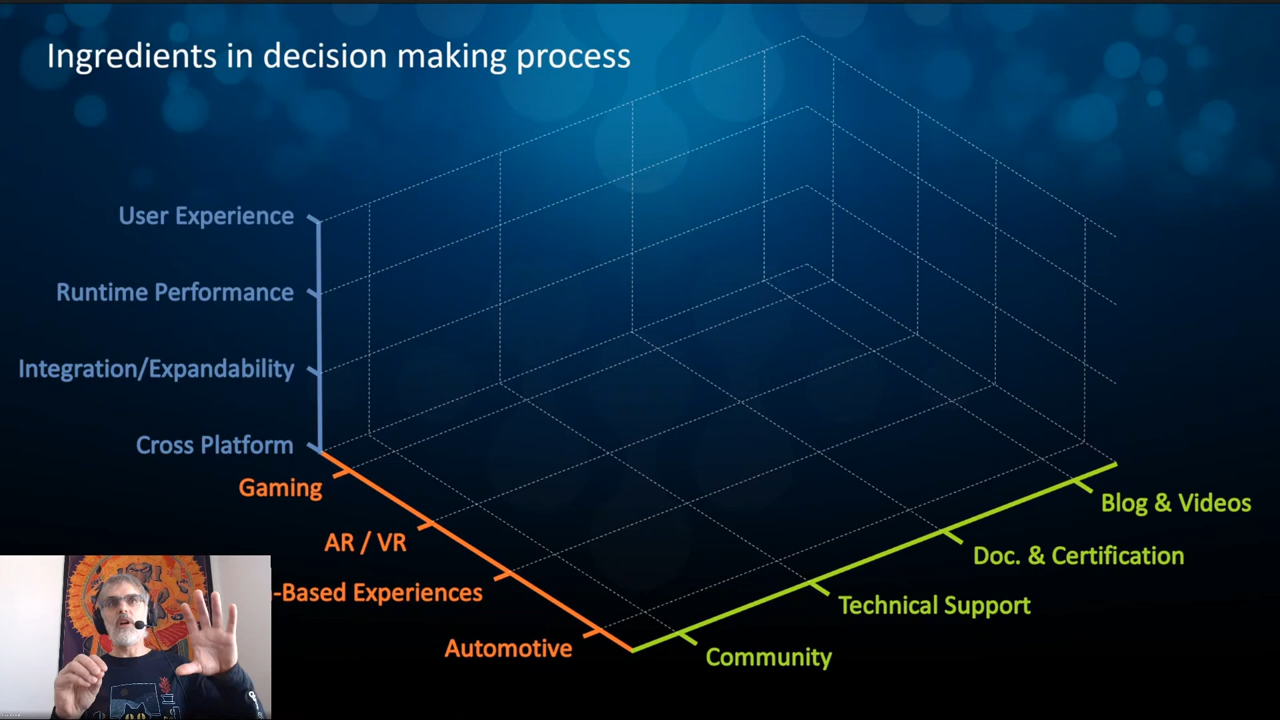 Ingredients in decision making process
User Experience
Runtime Performance
Integration/Expandability
Cross Platform
Gaming
AR / VR
-Based Experiences
Automotive
Blog & Videos
Doc. & Certification
Technical Support
Community